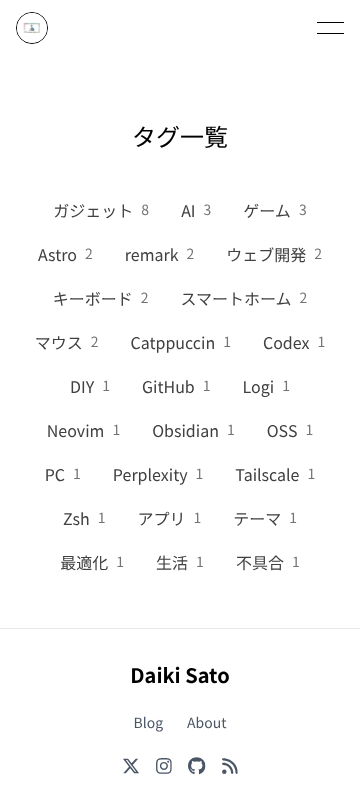 タグ一覧
ガジェット 8 AI 3 ゲーム 3
Astro 2 remark 2 ウェブ開発 2
キーボード 2 スマートホーム 2
マウス 2 Catppuccin 1 Codex 1
DIY 1 GitHub 1 Logi 1
Neovim 1 Obsidian 1 OSS 1
PC 1 Perplexity 1 Tailscale 1
Zsh 1 アプリ 1 テーマ 1
最適化 1 生活 1 不具合 1
Daiki Sato
Blog About